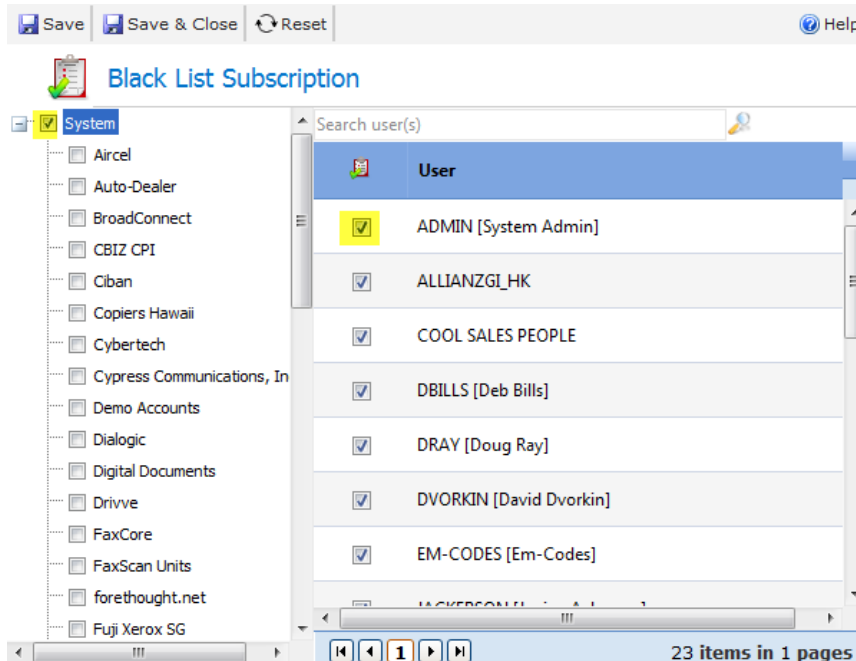 Save Save & Close Reset Help
Black List Subscription
System
Aircel
Auto-Dealer
BroadConnect
CBIZ CPI
Ciban
Copiers Hawaii
Cybertech
Cypress Communications, In
Demo Accounts
Dialogic
Digital Documents
Drivve
FaxCore
FaxScan Units
forethought.net
Fuji Xerox SG
Search user(s)
User
ADMIN [System Admin]
ALLIANZGI_HK
COOL SALES PEOPLE
DBILLS [Deb Bills]
DRAY [Doug Ray]
DVORKIN [David Dvorkin]
EM-CODES [Em-Codes]
1 23 items in 1 pages